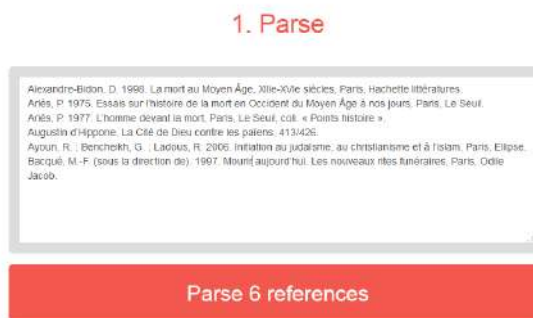 1. Parse
Alexandre-Bidon, D. 1998. La mort au Moyen Âge, XIIIe-XVIe siècles, Paris, Hachette littératures.
Ariès, P. 1975. Essais sur l'histoire de la mort en Occident du Moyen Âge à nos jours, Paris, Le Seuil.
Ariès, P. 1977. L'homme devant la mort, Paris, Le Seuil, coll. « Points histoire ».
Augustin d'Hippone, La Cité de Dieu contre les païens, 413/426.
Ayoun, R. ; Bencheikh, G. ; Ladous, R. 2006. Initiation au judaïsme, au christianisme et à l'islam, Paris, Ellipse.
Bacqué, M.-F. (sous la direction de). 1997. Mourir aujourd'hui. Les nouveaux rites funéraires, Paris, Odile
Jacob.
Parse 6 references